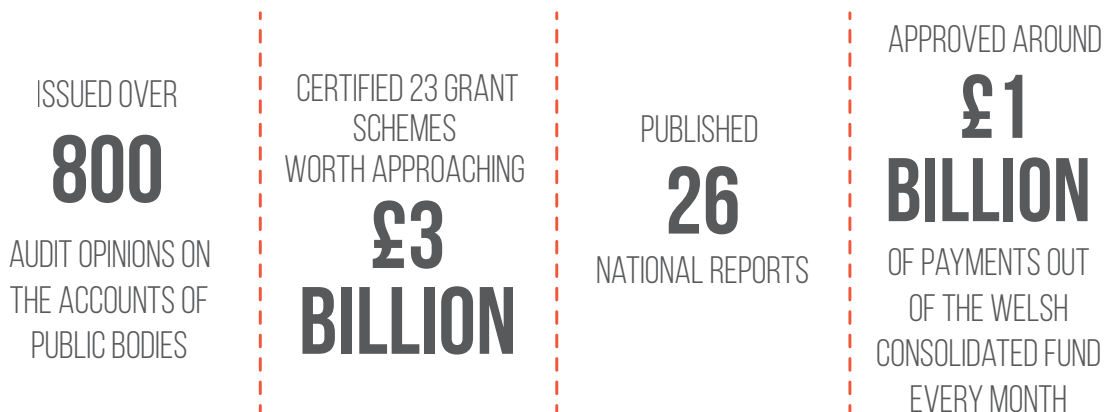 ISSUED OVER
800
AUDIT OPINIONS ON
THE ACCOUNTS OF
PUBLIC BODIES
CERTIFIED 23 GRANT
SCHEMES
WORTH APPROACHING
£3
BILLION
PUBLISHED
26
NATIONAL REPORTS
APPROVED AROUND
£1
BILLION
OF PAYMENTS OUT
OF THE WELSH
CONSOLIDATED FUND
EVERY MONTH